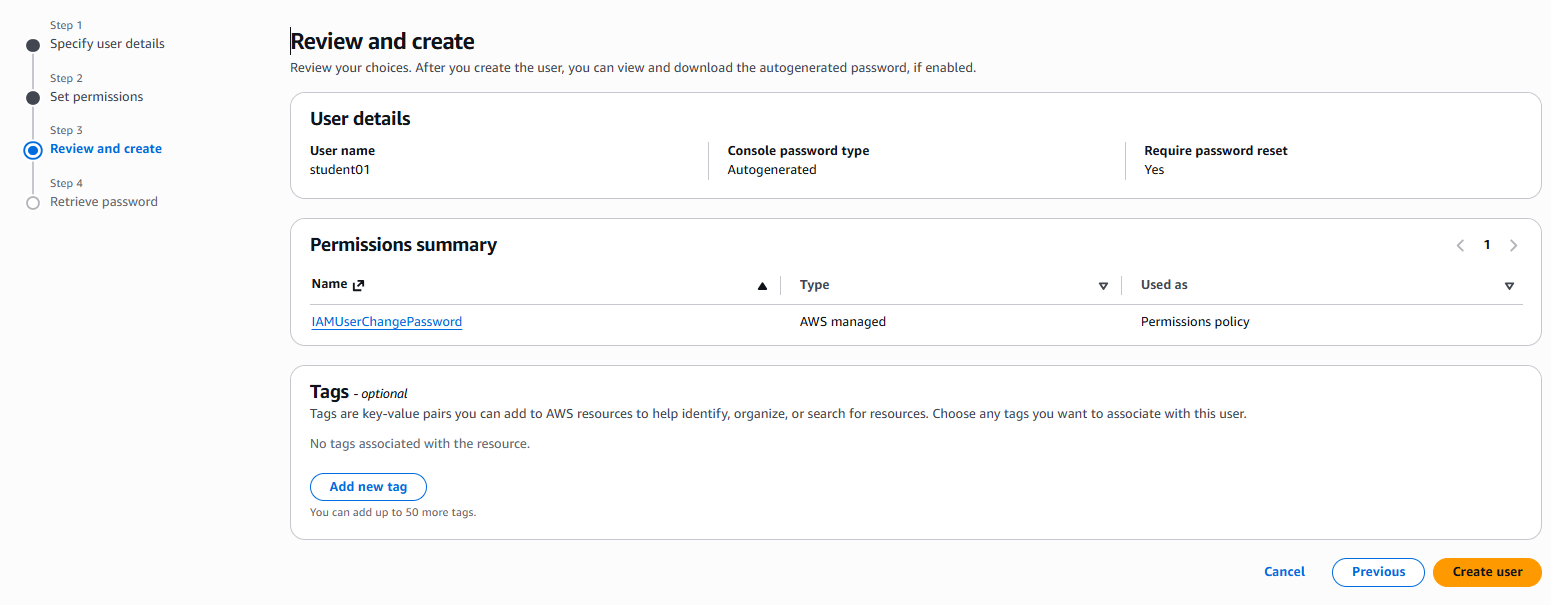 Step 1
Specify user details
Step 2
Set permissions
Step 3
Review and create
Step 4
Retrieve password
Review and create
Review your choices. After you create the user, you can view and download the autogenerated password, if enabled.
User details
User name
student01
Console password type
Autogenerated
Require password reset
Yes
Permissions summary
1
Name Type Used as
IAMUserChangePassword AWS managed Permissions policy
Tags - optional
Tags are key-value pairs you can add to AWS resources to help identify, organize, or search for resources. Choose any tags you want to associate with this user.
No tags associated with the resource.
Add new tag
You can add up to 50 more tags.
Cancel Previous Create user